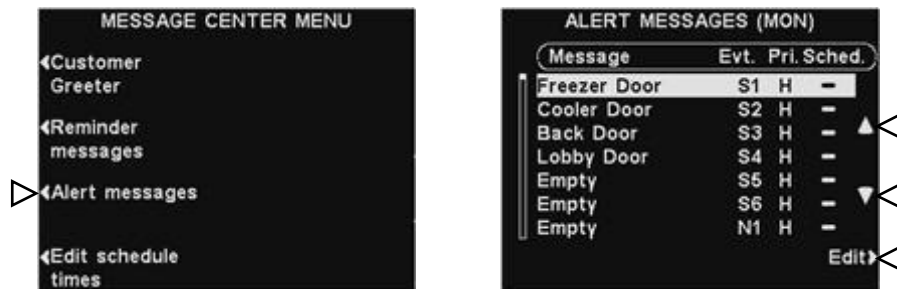 MESSAGE CENTER MENU
Customer
Greeter
Reminder
messages
Alert messages
Edit schedule
times
ALERT MESSAGES (MON)
Message Evt. Pri. Sched.
Freezer Door S1 H -
Cooler Door S2 H -
Back Door S3 H -
Lobby Door S4 H -
Empty S5 H -
Empty S6 H -
Empty N1 H -
Edit